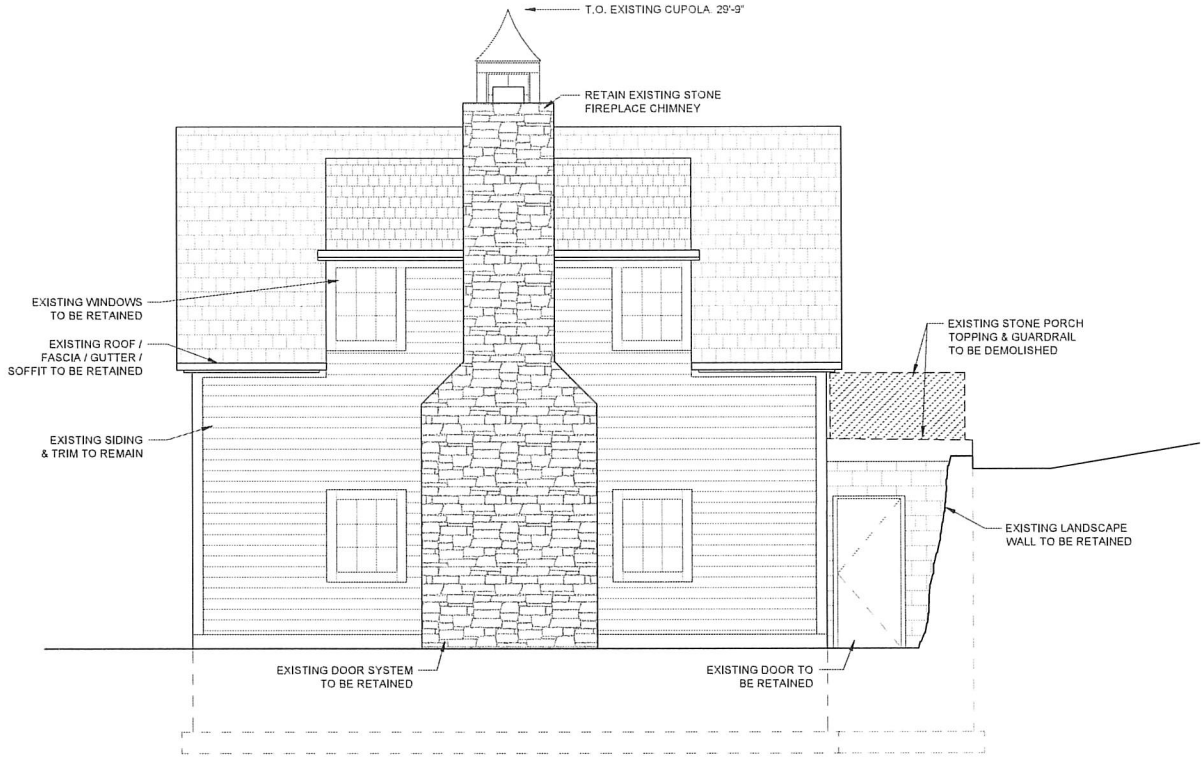 T.O. EXISTING CUPOLA 29'-9"
RETAIN EXISTING STONE
FIREPLACE CHIMNEY
EXISTING WINDOWS
TO BE RETAINED
EXISTING ROOF /
FASCIA / GUTTER /
SOFFIT TO BE RETAINED
EXISTING STONE PORCH
TOPPING & GUARDRAIL
TO BE DEMOLISHED
EXISTING SIDING
& TRIM TO REMAIN
EXISTING LANDSCAPE
WALL TO BE RETAINED
EXISTING DOOR SYSTEM
TO BE RETAINED
EXISTING DOOR TO
BE RETAINED